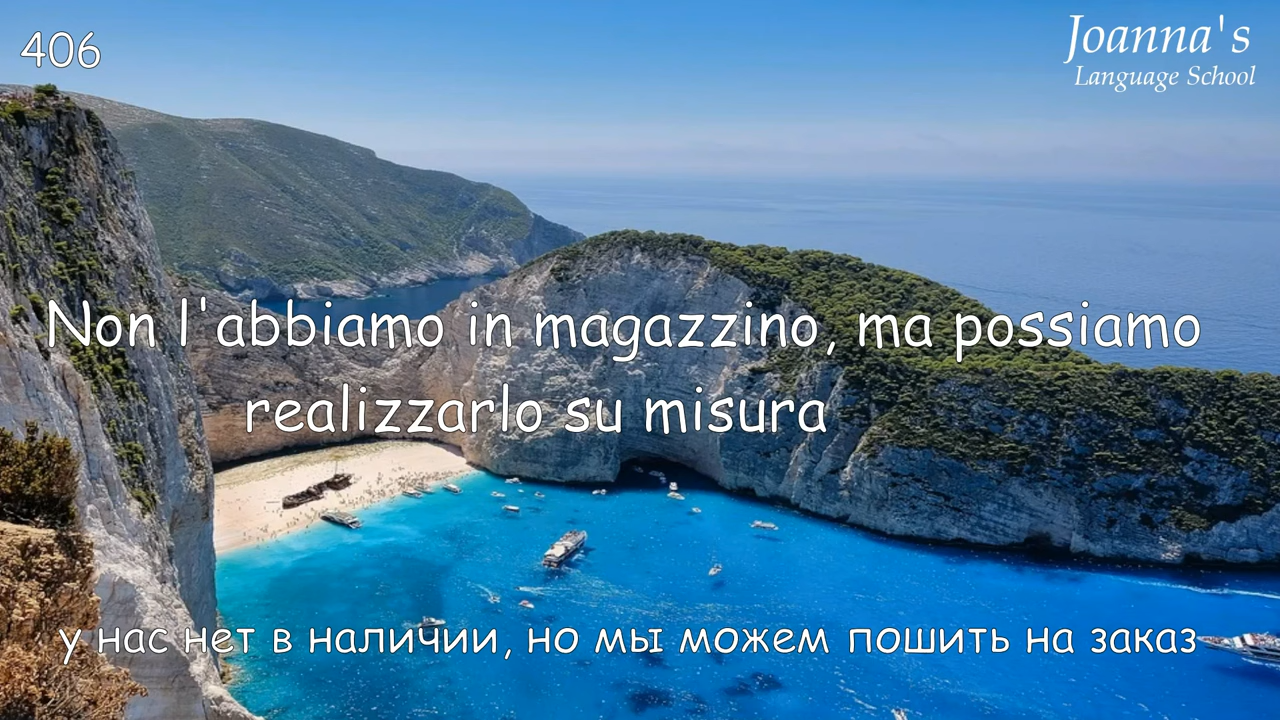 406
Joanna's
Language School
Non l'abbiamo in magazzino, ma possiamo
realizzarlo su misura
у нас нет в наличии, но мы можем пошить на заказ